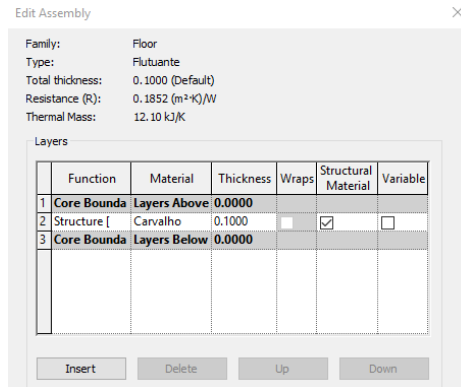 Edit Assembly
Family: Floor
Type: Flutuante
Total thickness: 0.1000 (Default)
Resistance (R): 0.1852 (m²·K)/W
Thermal Mass: 12.10 kJ/K
Layers
Function Material Thickness Wraps Structural Material Variable
1 Core Bounda Layers Above 0.0000
2 Structure [ Carvalho 0.1000
3 Core Bounda Layers Below 0.0000
Insert Delete Up Down